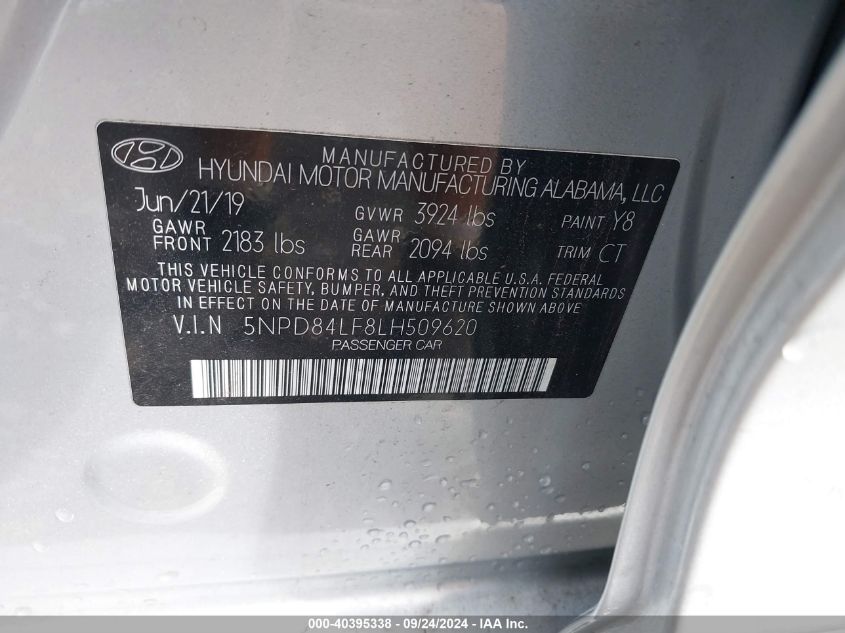 MANUFACTURED BY
HYUNDAI MOTOR MANUFACTURING ALABAMA, LLC
Jun/21/19 GVWR 3924 lbs PAINT Y8
GAWR FRONT 2183 lbs GAWR REAR 2094 lbs TRIM CT
THIS VEHICLE CONFORMS TO ALL APPLICABLE U.S.A. FEDERAL
MOTOR VEHICLE SAFETY, BUMPER, AND THEFT PREVENTION STANDARDS
IN EFFECT ON THE DATE OF MANUFACTURE SHOWN ABOVE
V.I.N 5NPD84LF8LH509620
PASSENGER CAR
000-40395338 - 09/24/2024 - IAA Inc.